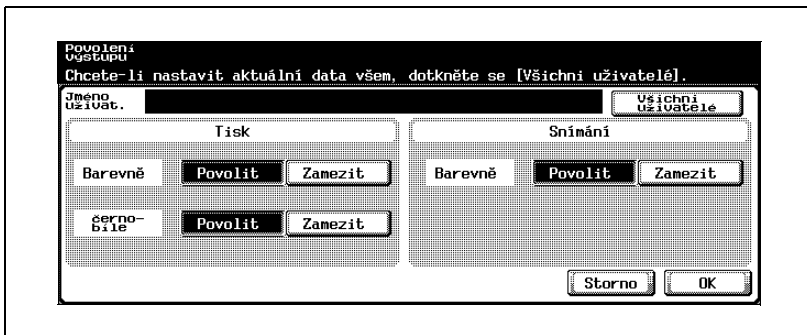 Povolení
výstupu
Chcete-li nastavit aktuální data všem, dotkněte se [Všichni uživatelé].
Jméno
uživat.
Všichni
uživatelé
Tisk
Snímání
Barevně Povolit Zamezit
Barevně Povolit Zamezit
černo-
bíle
Povolit Zamezit
Storno OK